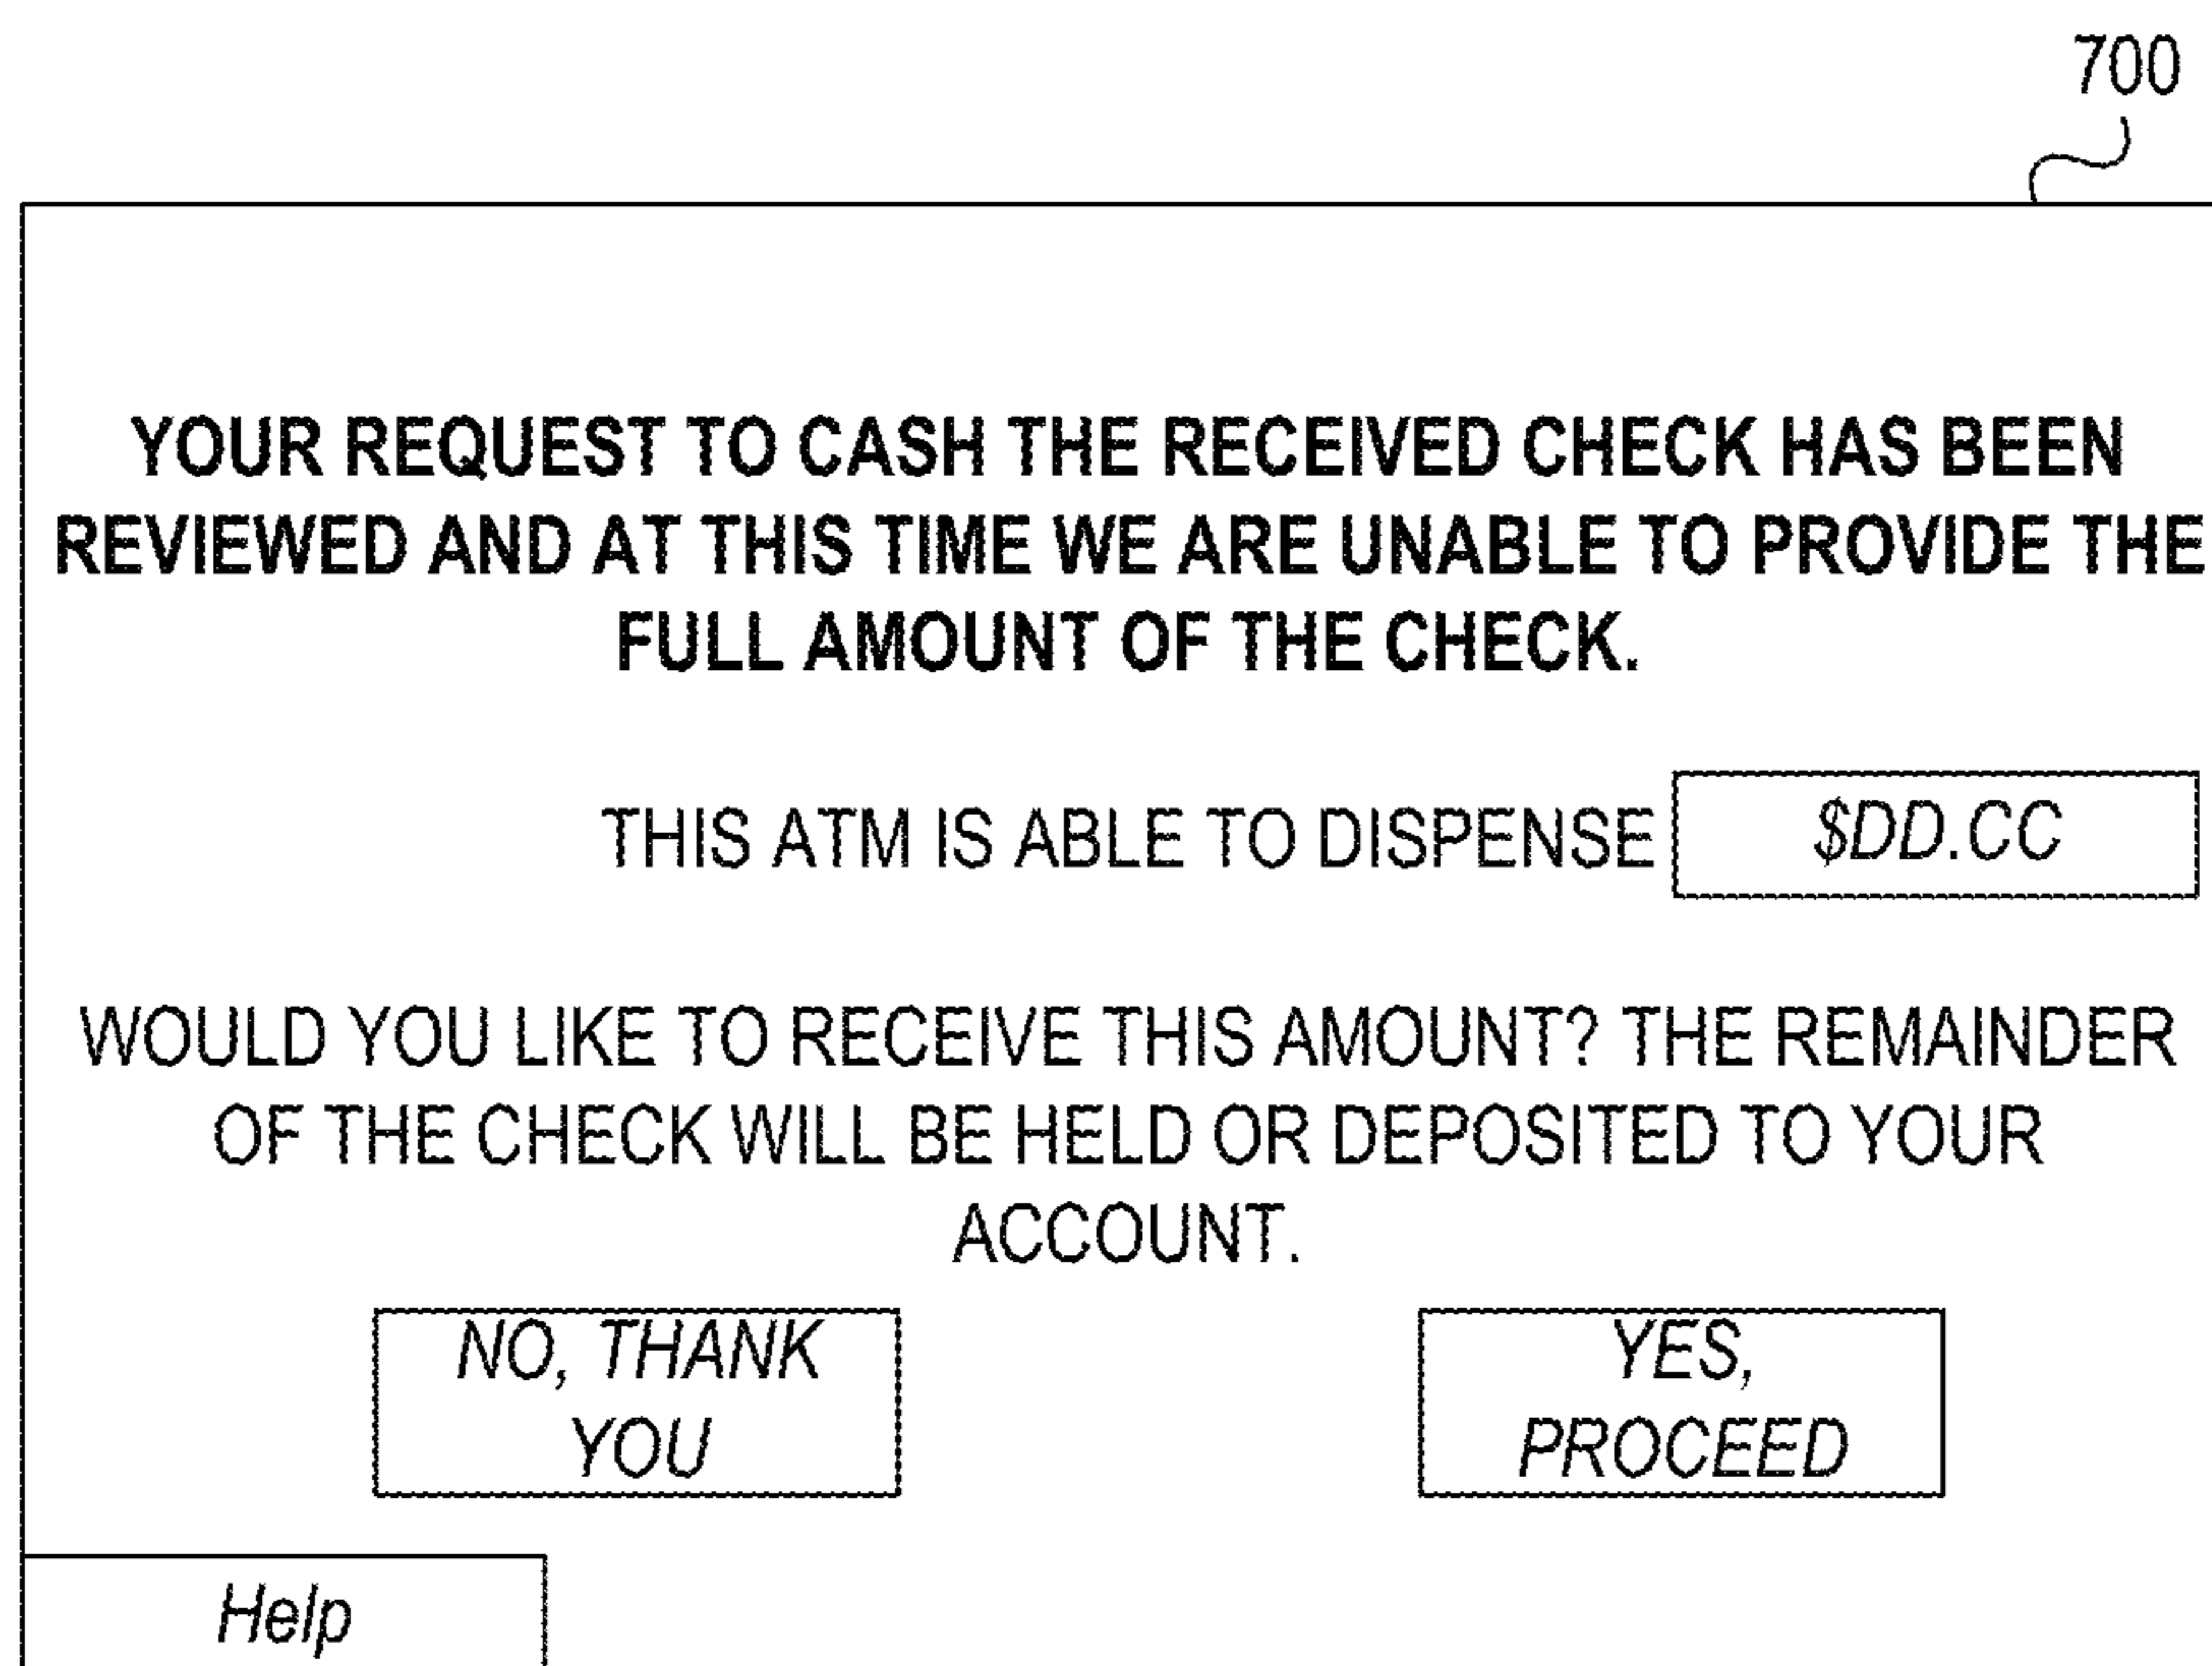 700
YOUR REQUEST TO CASH THE RECEIVED CHECK HAS BEEN
REVIEWED AND AT THIS TIME WE ARE UNABLE TO PROVIDE THE
FULL AMOUNT OF THE CHECK.
THIS ATM IS ABLE TO DISPENSE $DD.CC
WOULD YOU LIKE TO RECEIVE THIS AMOUNT? THE REMAINDER
OF THE CHECK WILL BE HELD OR DEPOSITED TO YOUR
ACCOUNT.
NO, THANK
YOU
YES,
PROCEED
Help